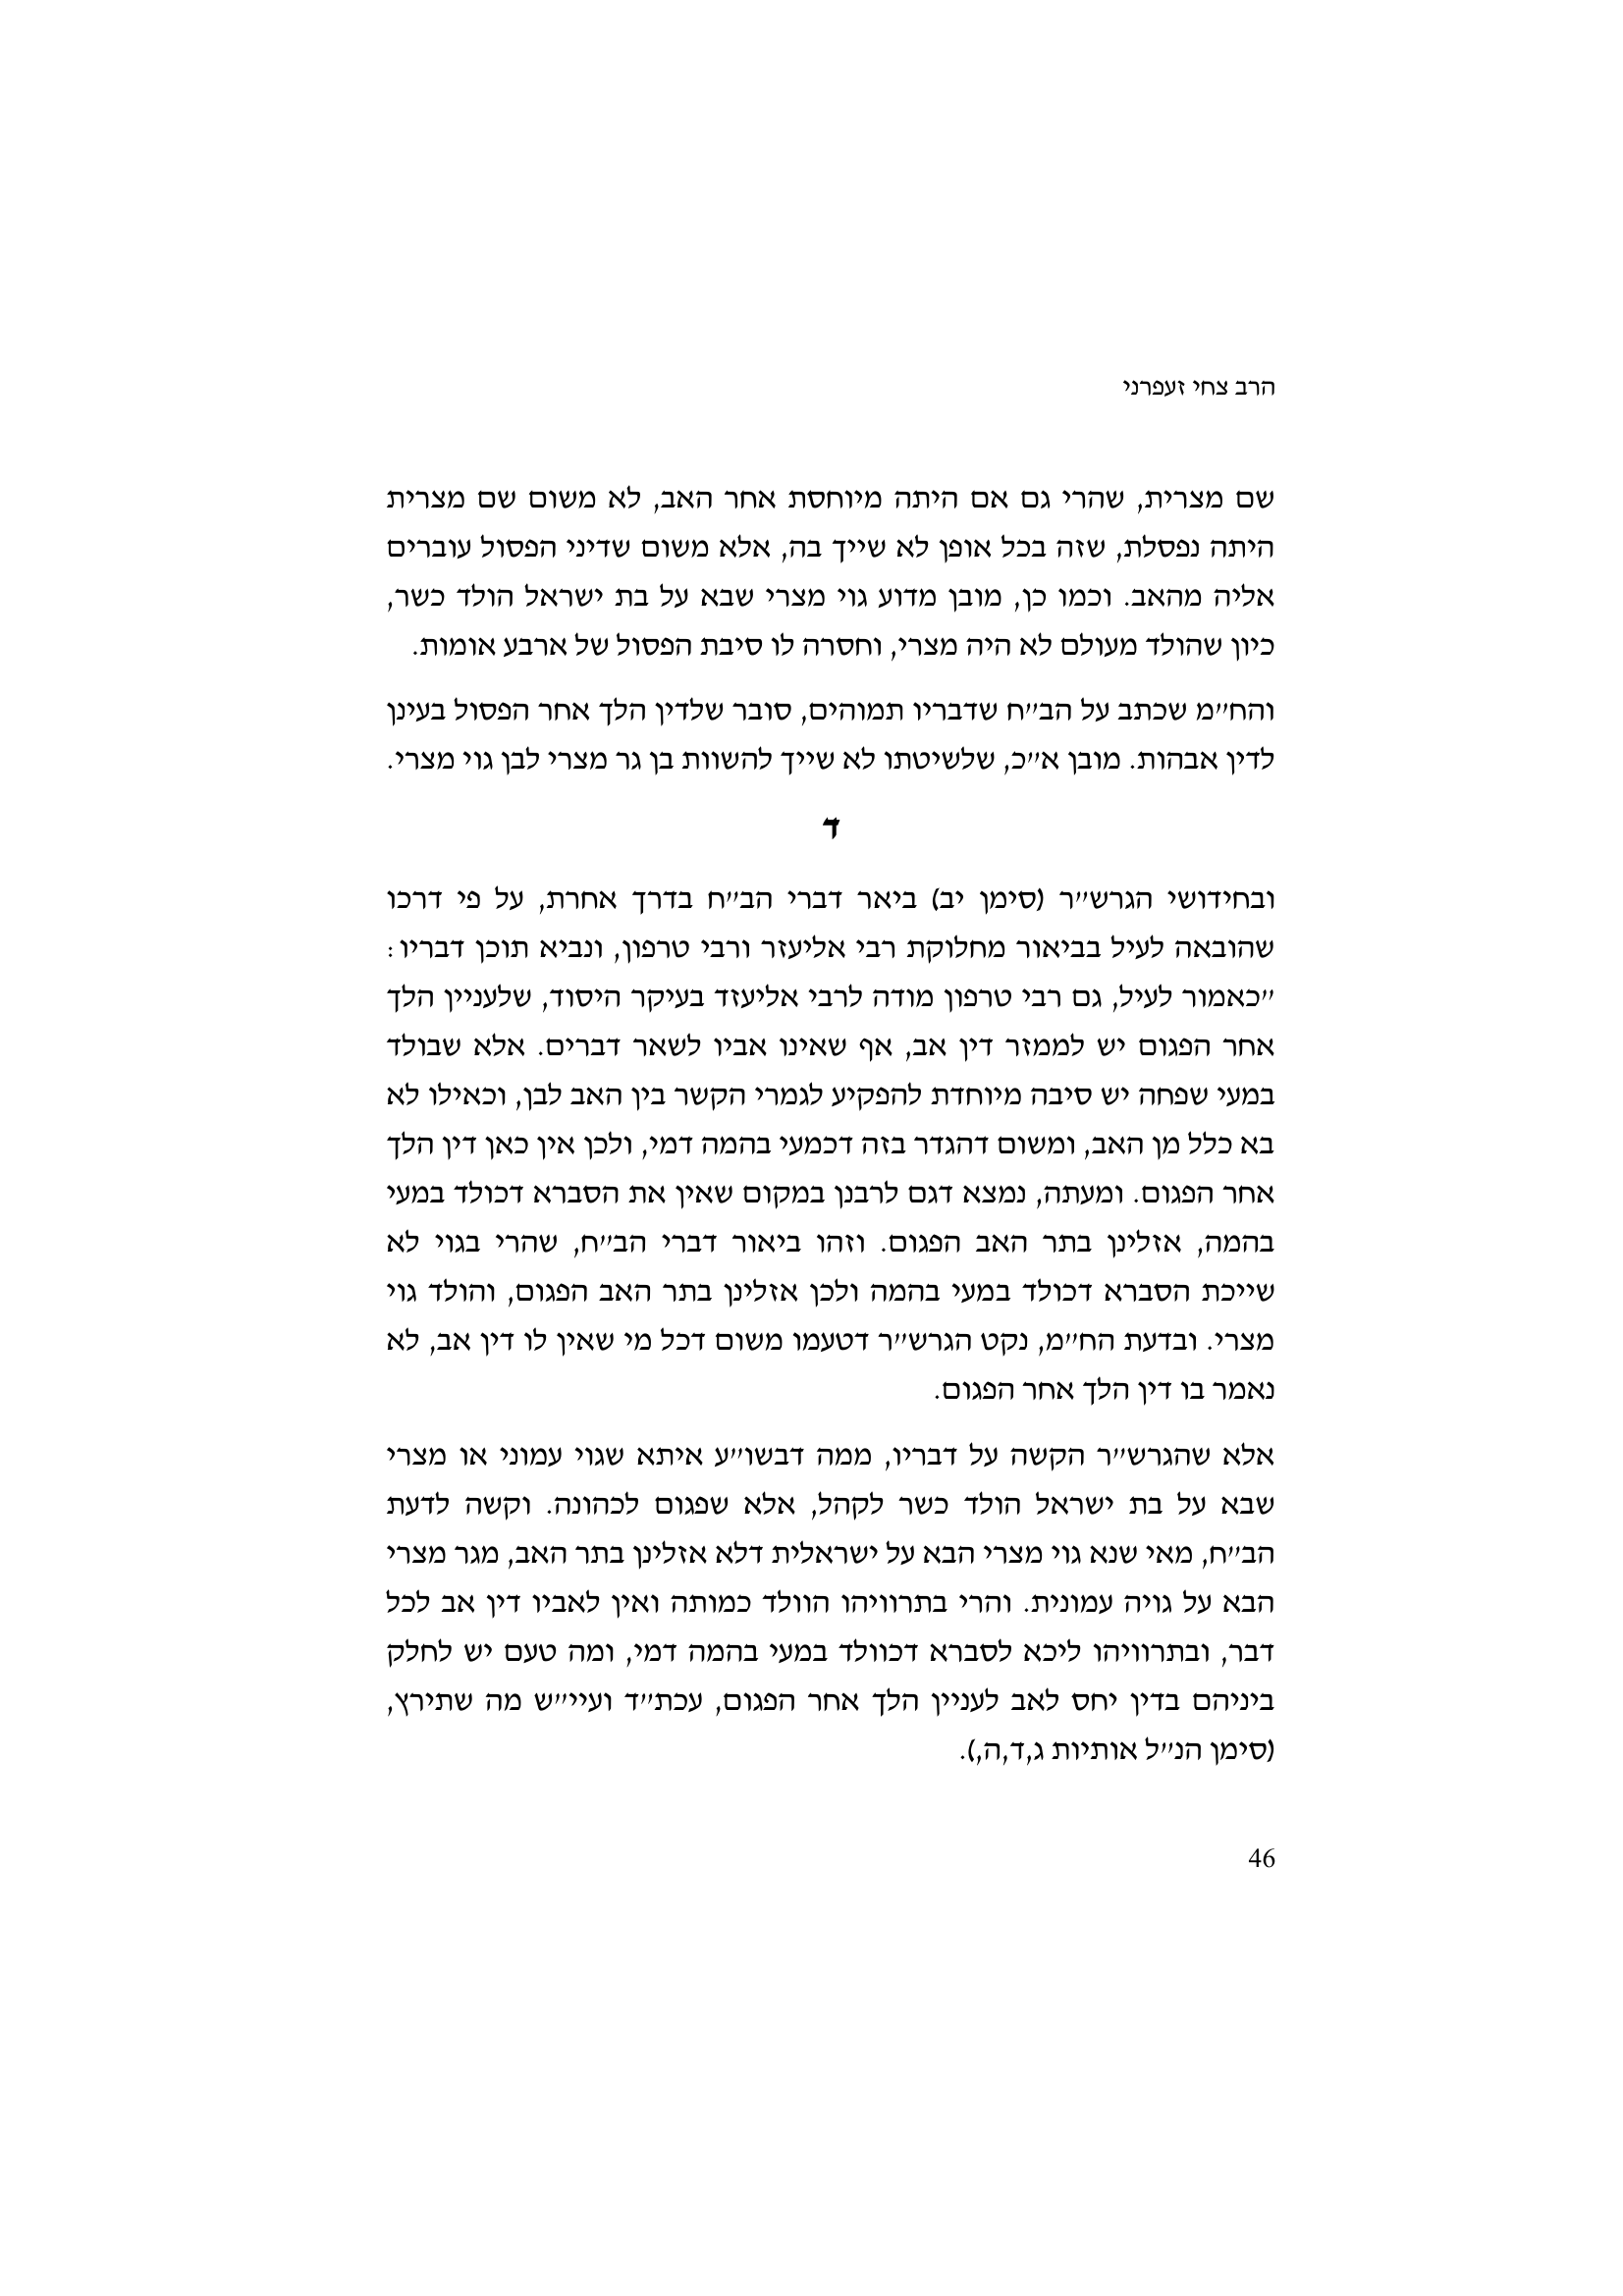 הרב צחי זעפרני
שם מצרית, שהרי גם אם היתה מיוחסת אחר האב, לא משום שם מצרית
היתה נפסלת, שזה בכל אופן לא שייך בה, אלא משום שדיני הפסול עוברים
אליה מהאב. וכמו כן, מובן מדוע גוי מצרי שבא על בת ישראל הולד כשר,
כיון שהולד מעולם לא היה מצרי, וחסרה לו סיבת הפסול של ארבע אומות.
והח״מ שכתב על הב״ח שדבריו תמוהים, סובר שלדין הלך אחר הפסול בעינן
לדין אבהות. מובן א״כ, שלשיטתו לא שייך להשוות בן גר מצרי לבן גוי מצרי.
ד
ובחידושי הגרש״ר (סימן יב) ביאר דברי הב״ח בדרך אחרת, על פי דרכו
שהובאה לעיל בביאור מחלוקת רבי אליעזר ורבי טרפון, ונביא תוכן דבריו:
״כאמור לעיל, גם רבי טרפון מודה לרבי אליעזד בעיקר היסוד, שלעניין הלך
אחר הפגום יש לממזר דין אב, אף שאינו אביו לשאר דברים. אלא שבולד
במעי שפחה יש סיבה מיוחדת להפקיע לגמרי הקשר בין האב לבן, וכאילו לא
בא כלל מן האב, ומשום דהגדר בזה דכמעי בהמה דמי, ולכן אין כאן דין הלך
אחר הפגום. ומעתה, נמצא דגם לרבנן במקום שאין את הסברא דכולד במעי
בהמה, אזלינן בתר האב הפגום. וזהו ביאור דברי הב״ח, שהרי בגוי לא
שייכת הסברא דכולד במעי בהמה ולכן אזלינן בתר האב הפגום, והולד גוי
מצרי. ובדעת הח״מ, נקט הגרש״ר דטעמו משום דכל מי שאין לו דין אב, לא
נאמר בו דין הלך אחר הפגום.
אלא שהגרש״ר הקשה על דבריו, ממה דבשו״ע איתא שגוי עמוני או מצרי
שבא על בת ישראל הולד כשר לקהל, אלא שפגום לכהונה. וקשה לדעת
הב״ח, מאי שנא גוי מצרי הבא על ישראלית דלא אזלינן בתר האב, מגר מצרי
הבא על גויה עמונית. והרי בתרוויהו הוולד כמותה ואין לאביו דין אב לכל
דבר, ובתרוויהו ליכא לסברא דכוולד במעי בהמה דמי, ומה טעם יש לחלק
ביניהם בדין יחס לאב לעניין הלך אחר הפגום, עכת״ד ועיי״ש מה שתירץ,
(סימן הנ״ל אותיות ג,ד,ה,).
46